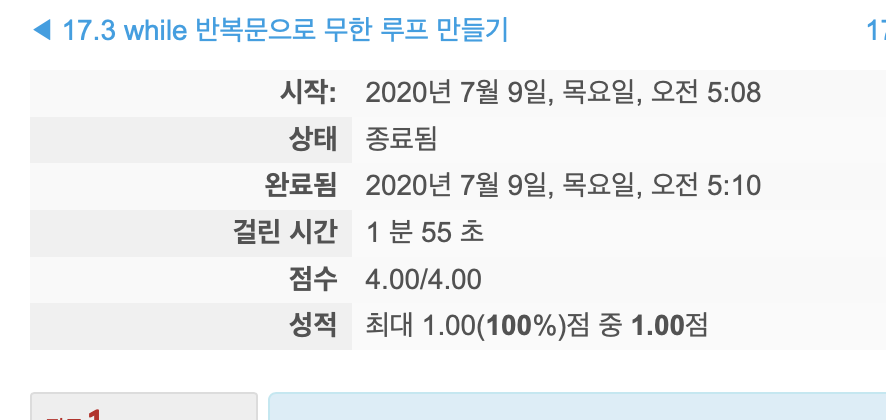 ◀ 17.3 while 반복문으로 무한 루프 만들기
17
시작: 2020년 7월 9일, 목요일, 오전 5:08
상태 종료됨
완료됨 2020년 7월 9일, 목요일, 오전 5:10
걸린 시간 1 분 55 초
점수 4.00/4.00
성적 최대 1.00(100%)점 중 1.00점
1